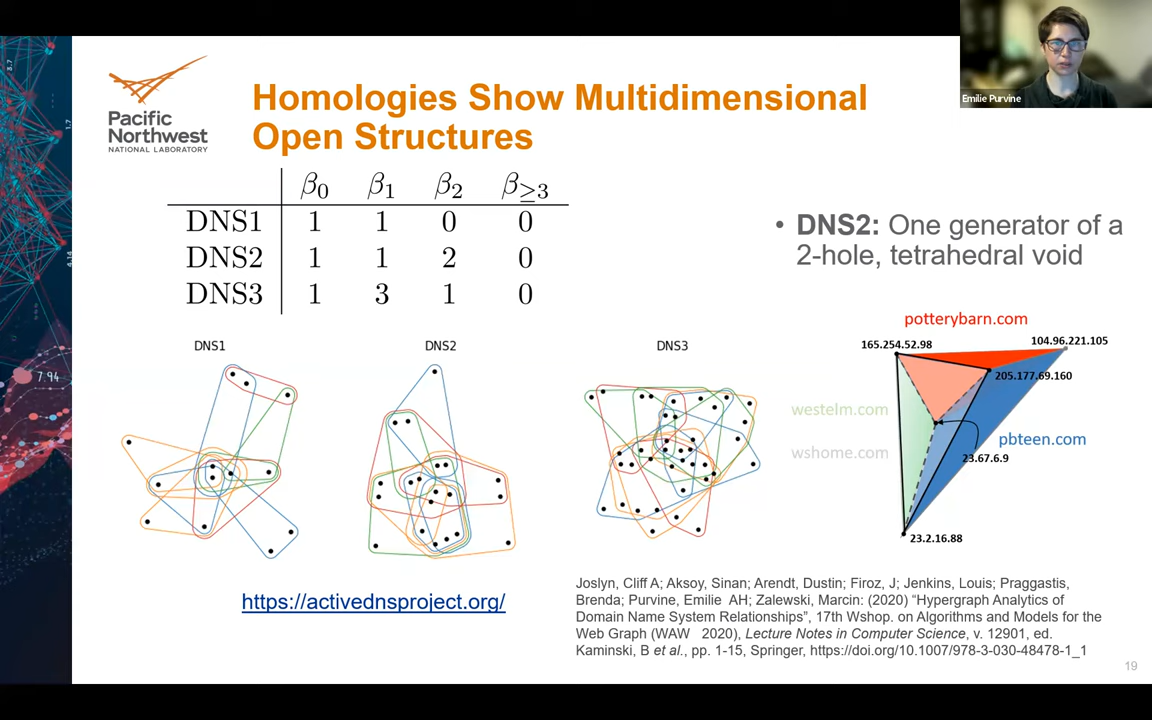 Emilie Purvine
Pacific
Northwest
NATIONAL LABORATORY
Homologies Show Multidimensional
Open Structures
β0 β1 β2 β≥3
DNS1 1 1 0 0
DNS2 1 1 2 0
DNS3 1 3 1 0
• DNS2: One generator of a
2-hole, tetrahedral void
DNS1
DNS2
DNS3
potterybarn.com
165.254.52.98
104.96.221.105
205.177.69.160
westelm.com
wshome.com
pbteen.com
23.67.6.9
23.2.16.88
https://activednsproject.org/
Joslyn, Cliff A; Aksoy, Sinan; Arendt, Dustin; Firoz, J; Jenkins, Louis; Praggastis,
Brenda; Purvine, Emilie AH; Zalewski, Marcin: (2020) “Hypergraph Analytics of
Domain Name System Relationships”, 17th Wshop. on Algorithms and Models for the
Web Graph (WAW 2020), Lecture Notes in Computer Science, v. 12901, ed.
Kaminski, B et al., pp. 1-15, Springer, https://doi.org/10.1007/978-3-030-48478-1_1
19
7.94